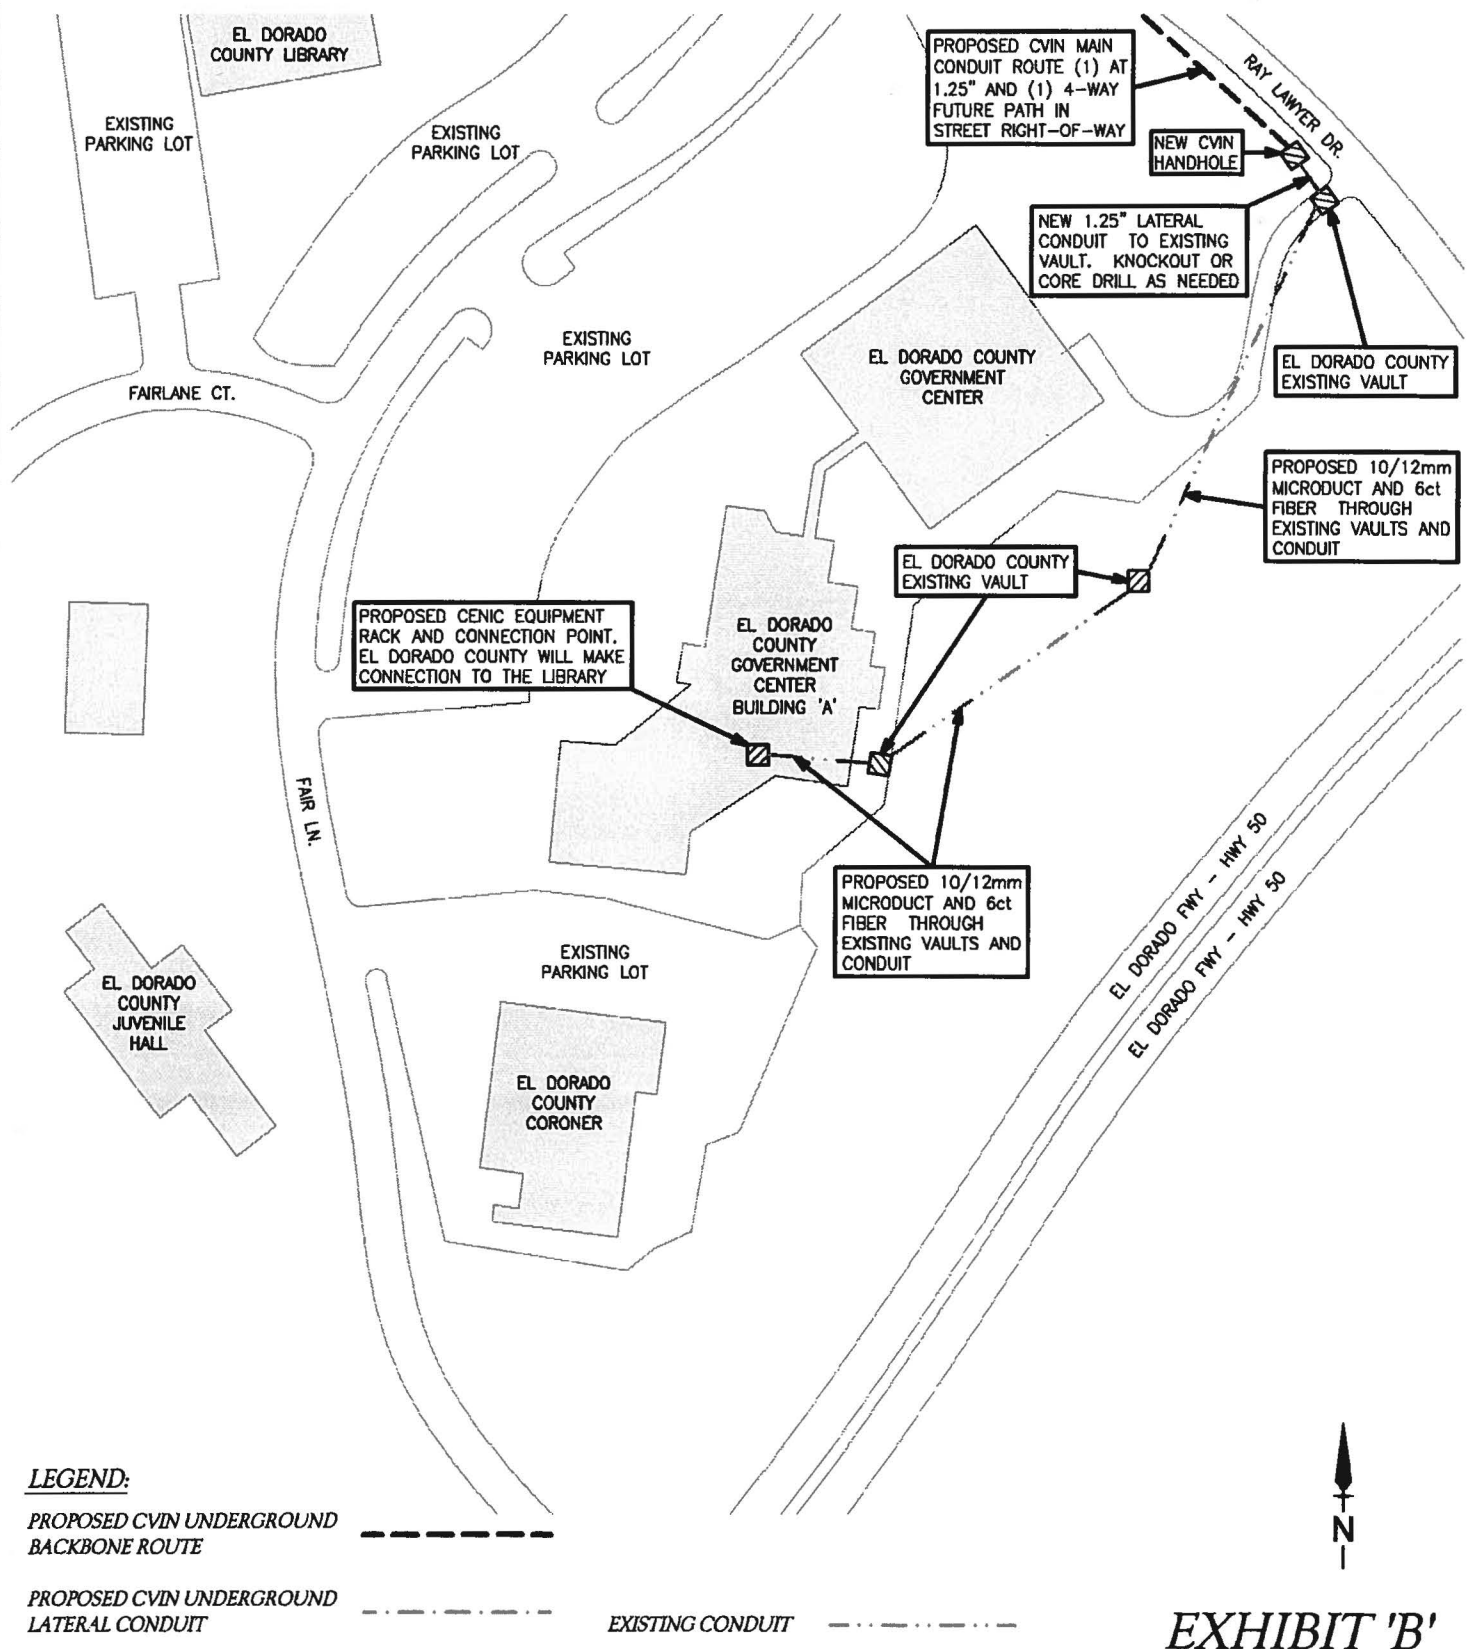 EL DORADO
COUNTY LIBRARY
EXISTING
PARKING LOT
EXISTING
PARKING LOT
PROPOSED CVIN MAIN
CONDUIT ROUTE (1) AT
1.25" AND (1) 4-WAY
FUTURE PATH IN
STREET RIGHT-OF-WAY
RAY LAWYER DR.
NEW CVIN
HANDHOLE
NEW 1.25" LATERAL
CONDUIT TO EXISTING
VAULT. KNOCKOUT OR
CORE DRILL AS NEEDED
EXISTING
PARKING LOT
EL DORADO COUNTY
GOVERNMENT
CENTER
EL DORADO COUNTY
EXISTING VAULT
FAIRLANE CT.
PROPOSED 10/12mm
MICRODUCT AND 6ct
FIBER THROUGH
EXISTING VAULTS AND
CONDUIT
EL DORADO COUNTY
EXISTING VAULT
PROPOSED CENIC EQUIPMENT
RACK AND CONNECTION POINT.
EL DORADO COUNTY WILL MAKE
CONNECTION TO THE LIBRARY
EL DORADO
COUNTY
GOVERNMENT
CENTER
BUILDING 'A'
FAIR LN.
PROPOSED 10/12mm
MICRODUCT AND 6ct
FIBER THROUGH
EXISTING VAULTS AND
CONDUIT
EL DORADO FWY - HWY 50
EL DORADO FWY - HWY 50
EXISTING
PARKING LOT
EL DORADO
COUNTY
JUVENILE
HALL
EL DORADO
COUNTY
CORONER
N
LEGEND:
PROPOSED CVIN UNDERGROUND
BACKBONE ROUTE
PROPOSED CVIN UNDERGROUND
LATERAL CONDUIT
EXISTING CONDUIT
EXHIBIT 'B'